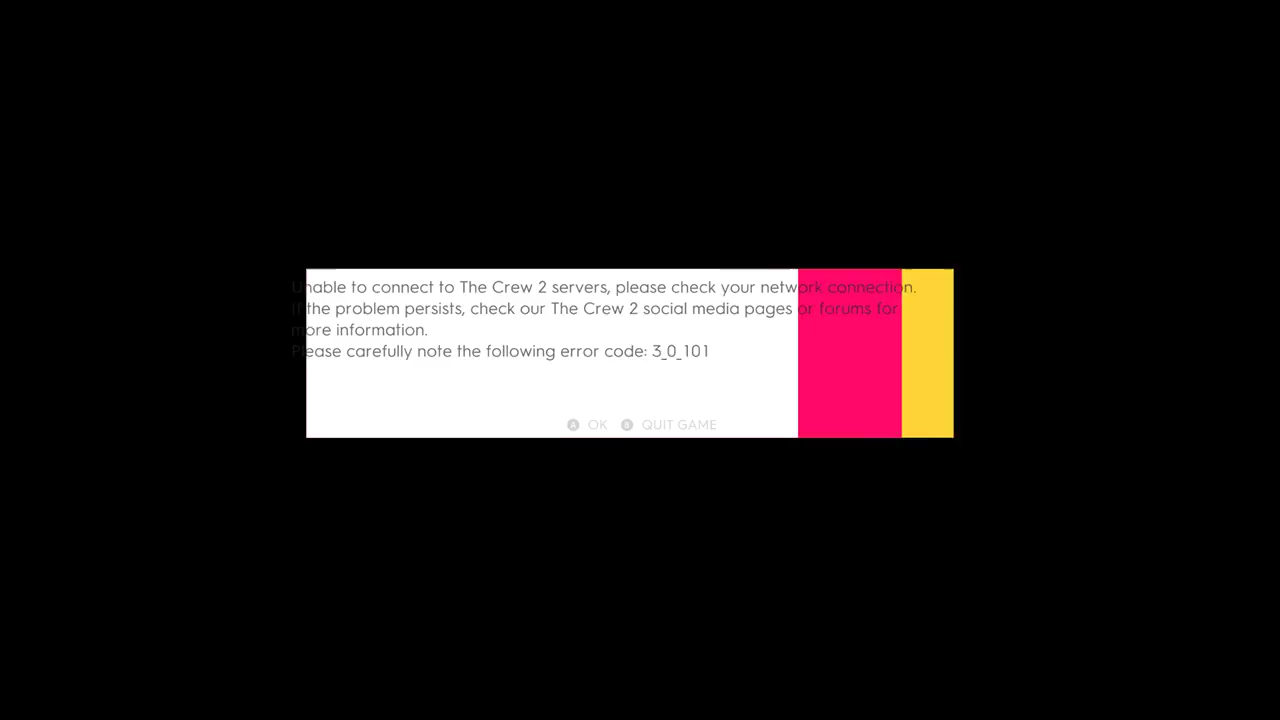 Unable to connect to The Crew 2 servers, please check your network connection.
If the problem persists, check our The Crew 2 social media pages or forums for
more information.
Please carefully note the following error code: 3_0_101
A OK B QUIT GAME